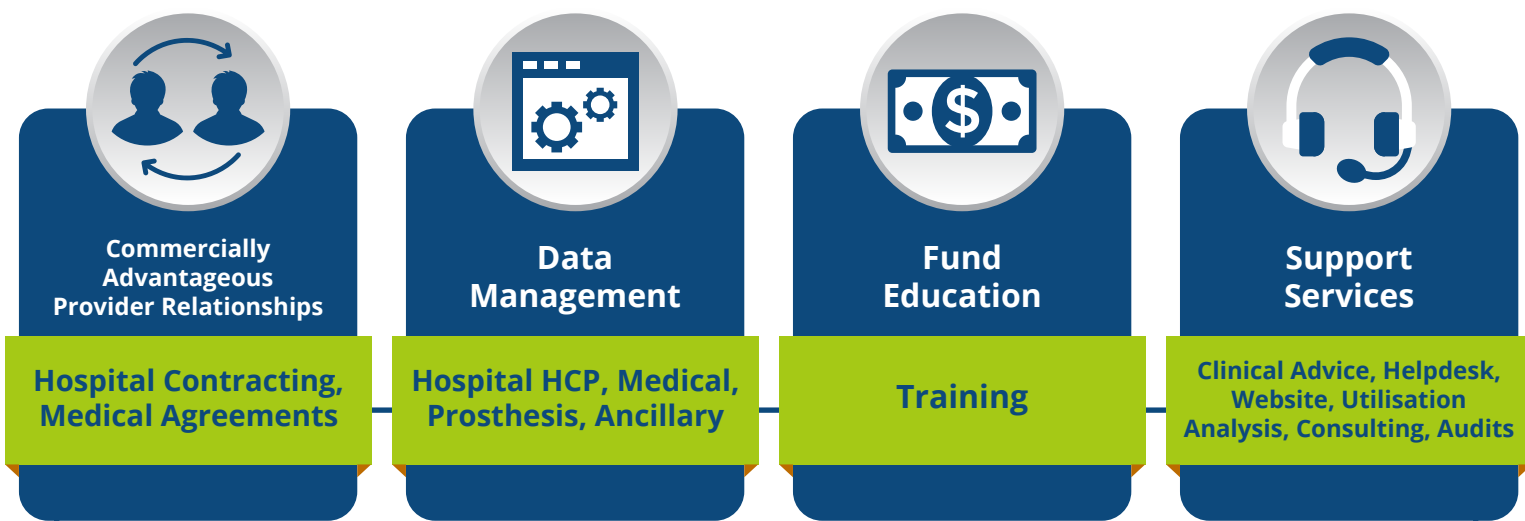 Commercially
Advantageous
Provider Relationships
Hospital Contracting,
Medical Agreements
Data
Management
Hospital HCP, Medical,
Prosthesis, Ancillary
$
Fund
Education
Training
Support
Services
Clinical Advice, Helpdesk,
Website, Utilisation
Analysis, Consulting, Audits